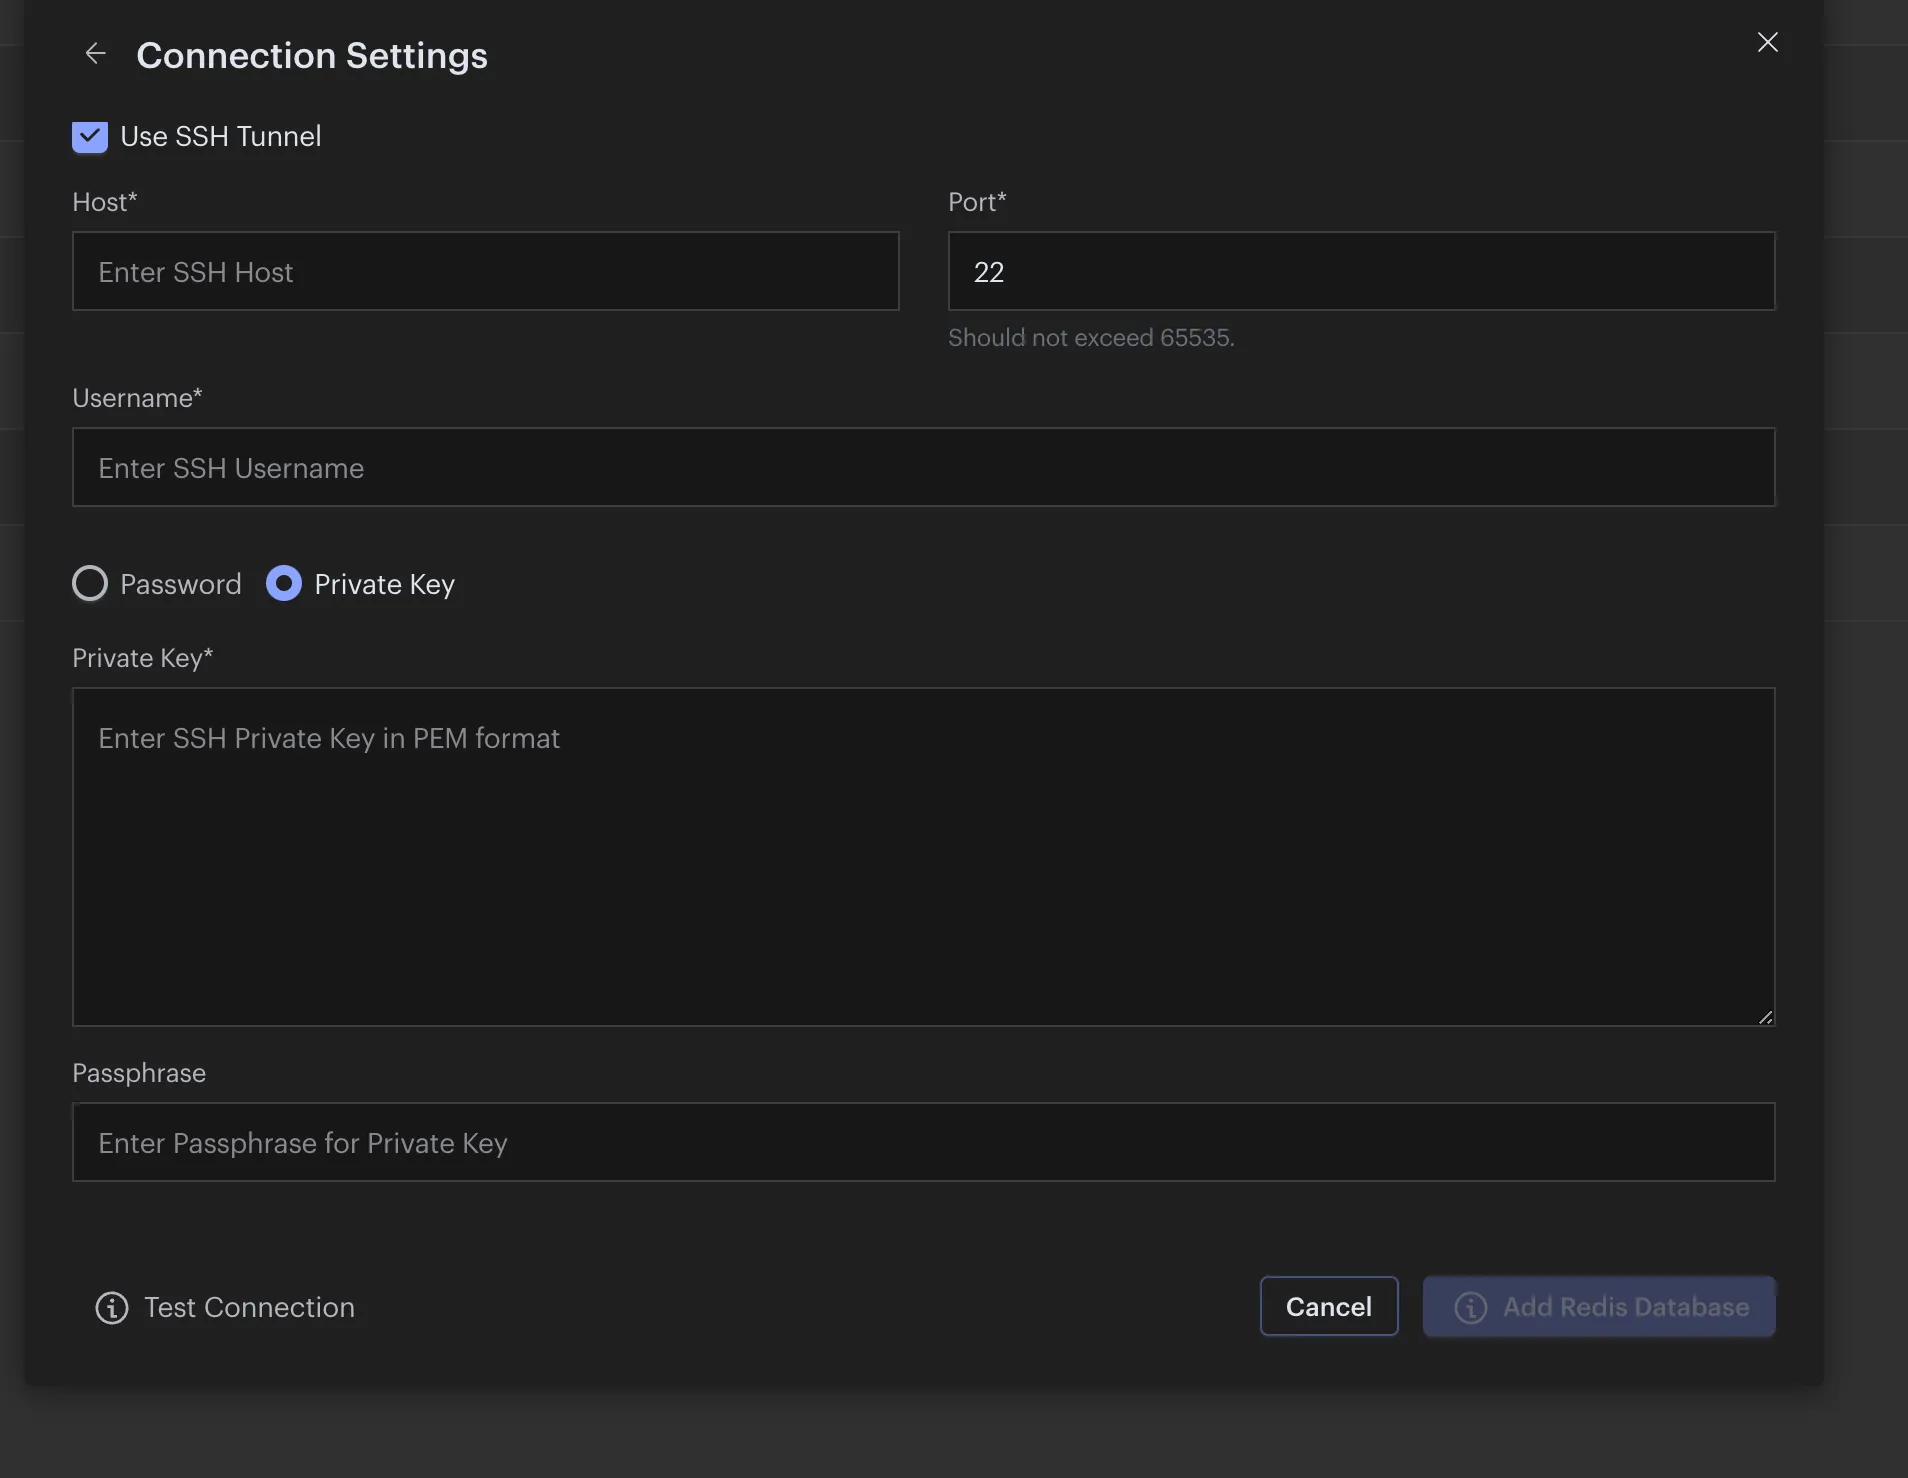 Connection Settings
Use SSH Tunnel
Host*
Port*
Enter SSH Host
22
Should not exceed 65535.
Username*
Enter SSH Username
Password
Private Key
Private Key*
Enter SSH Private Key in PEM format
Passphrase
Enter Passphrase for Private Key
Test Connection
Cancel
Add Redis Database